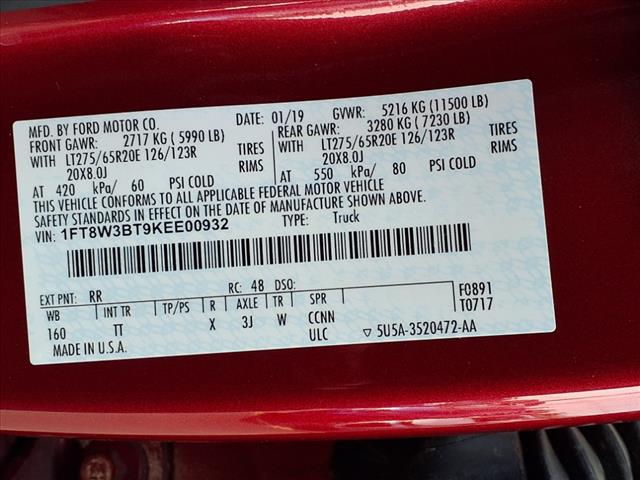 MFD. BY FORD MOTOR CO. DATE: 01/19 GVWR: 5216 KG (11500 LB)
FRONT GAWR: 2717 KG ( 5990 LB) REAR GAWR: 3280 KG ( 7230 LB)
WITH LT275/65R20E 126/123R TIRES WITH LT275/65R20E 126/123R TIRES
20X8.0J RIMS 20X8.0J RIMS
AT 420 kPa/ 60 PSI COLD AT 550 kPa/ 80 PSI COLD
THIS VEHICLE CONFORMS TO ALL APPLICABLE FEDERAL MOTOR VEHICLE
SAFETY STANDARDS IN EFFECT ON THE DATE OF MANUFACTURE SHOWN ABOVE.
VIN: 1FT8W3BT9KEE00932 TYPE: Truck
EXT PNT: RR RC: 48 DSO: F0891
WB INT TR TP/PS R AXLE TR SPR T0717
160 TT X 3J W CCNN
MADE IN U.S.A. ULC ▽ 5U5A-3520472-AA